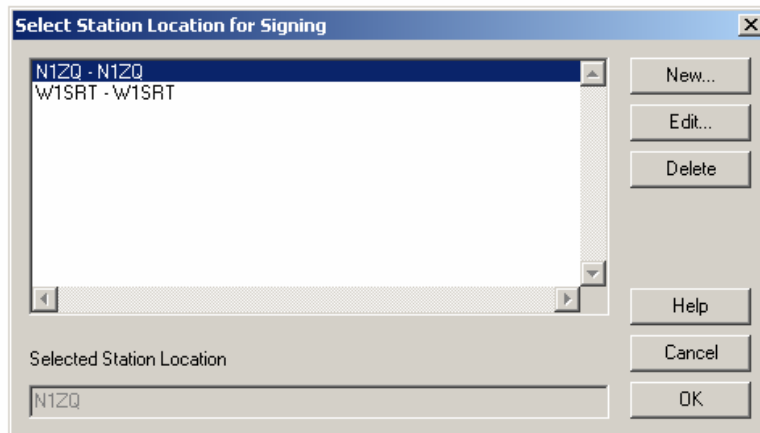 Select Station Location for Signing
N1ZQ - N1ZQ
W1SRT - W1SRT
New...
Edit...
Delete
Help
Cancel
OK
Selected Station Location
N1ZQ